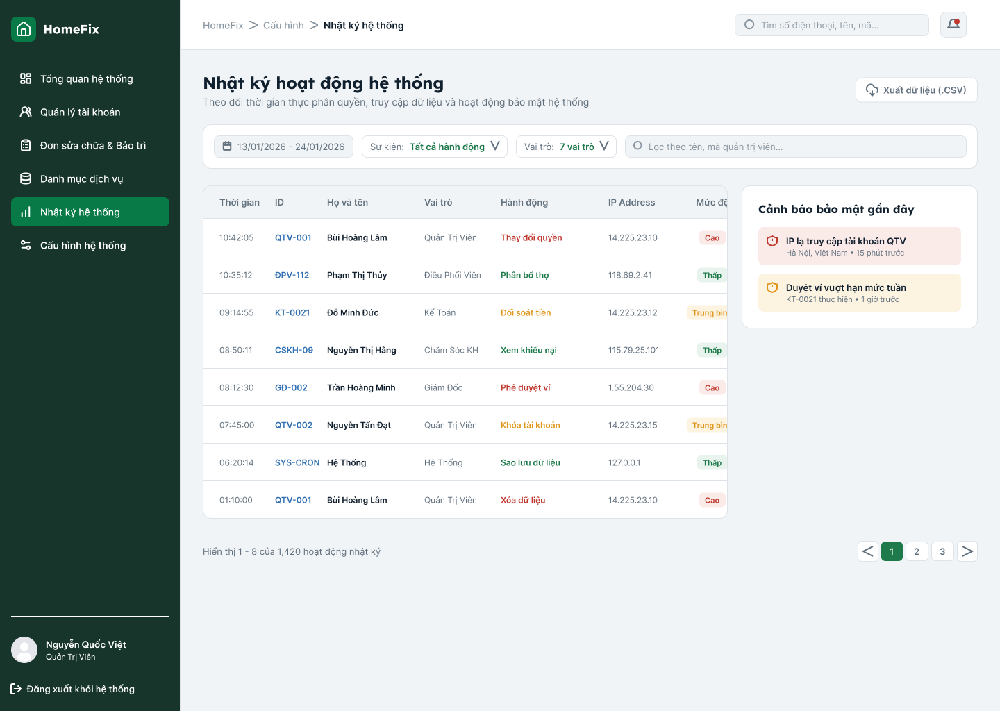 HomeFix
Tổng quan hệ thống
Quản lý tài khoản
Đơn sửa chữa & Bảo trì
Danh mục dịch vụ
Nhật ký hệ thống
Cấu hình hệ thống
Nguyễn Quốc Việt
Quản Trị Viên
Đăng xuất khỏi hệ thống
HomeFix > Cấu hình > Nhật ký hệ thống
Tìm số điện thoại, tên, mã...
Nhật ký hoạt động hệ thống
Theo dõi thời gian thực phân quyền, truy cập dữ liệu và hoạt động bảo mật hệ thống
Xuất dữ liệu (.CSV)
13/01/2026 - 24/01/2026
Sự kiện: Tất cả hành động
Vai trò: 7 vai trò
Lọc theo tên, mã quản trị viên...
Thời gian ID Họ và tên Vai trò Hành động IP Address Mức độ
10:42:05 QTV-001 Bùi Hoàng Lâm Quản Trị Viên Thay đổi quyền 14.225.23.10 Cao
10:35:12 ĐPV-112 Phạm Thị Thủy Điều Phối Viên Phân bổ thợ 118.69.2.41 Thấp
09:14:55 KT-0021 Đỗ Minh Đức Kế Toán Đối soát tiền 14.225.23.12 Trung bìn
08:50:11 CSKH-09 Nguyễn Thị Hằng Chăm Sóc KH Xem khiếu nại 115.79.25.101 Thấp
08:12:30 GĐ-002 Trần Hoàng Minh Giám Đốc Phê duyệt ví 1.55.204.30 Cao
07:45:00 QTV-002 Nguyễn Tấn Đạt Quản Trị Viên Khóa tài khoản 14.225.23.15 Trung bìn
06:20:14 SYS-CRON Hệ Thống Hệ Thống Sao lưu dữ liệu 127.0.0.1 Thấp
01:10:00 QTV-001 Bùi Hoàng Lâm Quản Trị Viên Xóa dữ liệu 14.225.23.10 Cao
Cảnh báo bảo mật gần đây
IP lạ truy cập tài khoản QTV
Hà Nội, Việt Nam • 15 phút trước
Duyệt ví vượt hạn mức tuần
KT-0021 thực hiện • 1 giờ trước
Hiển thị 1 - 8 của 1,420 hoạt động nhật ký
< 1 2 3 >